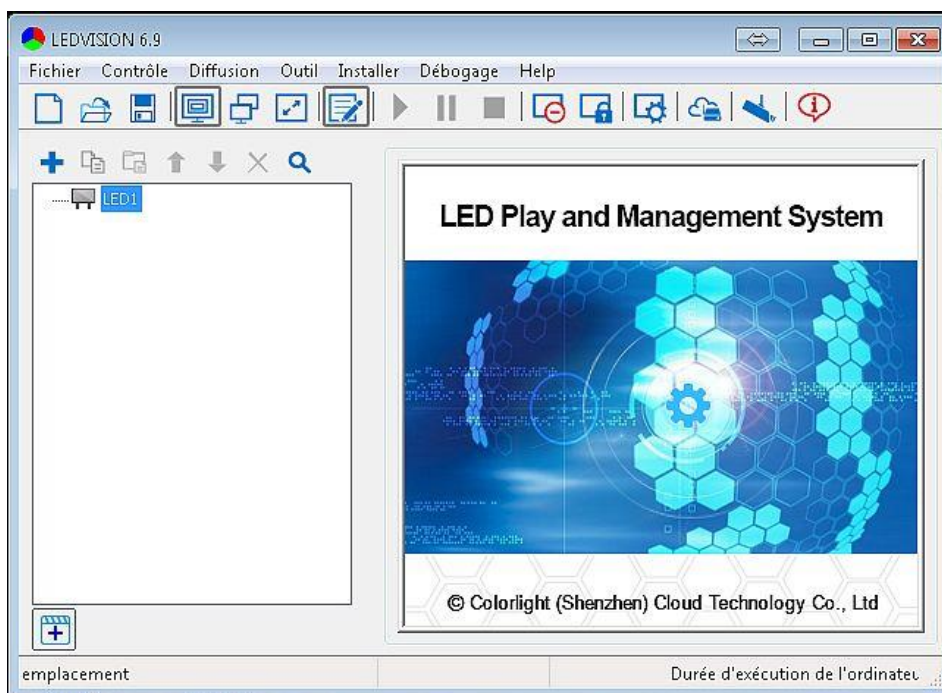 LEDVISION 6.9
Fichier Contrôle Diffusion Outil Installer Débogage Help
LED1
LED Play and Management System
© Colorlight (Shenzhen) Cloud Technology Co., Ltd
emplacement
Durée d'exécution de l'ordinateu